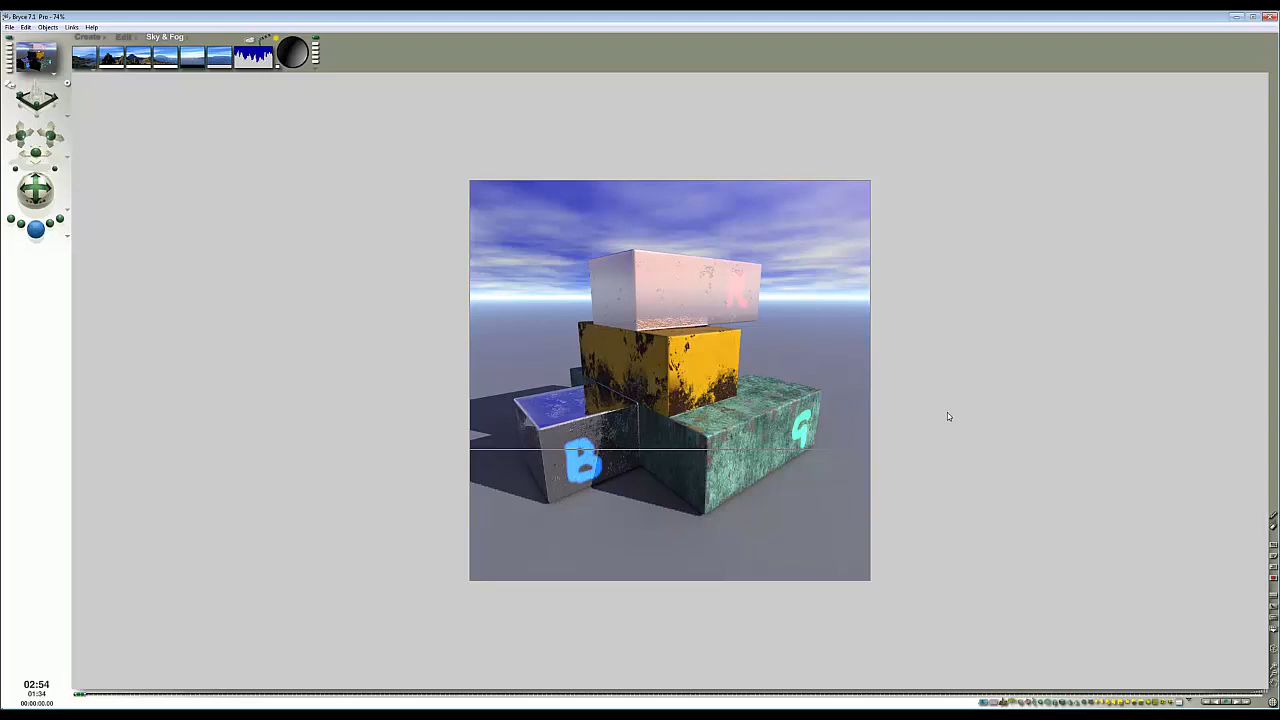 Bryce 7.1 Pro - 74%
File Edit Objects Links Help
Create Edit Sky & Fog
R
B
G
02:54
01:34
00:00:00.00